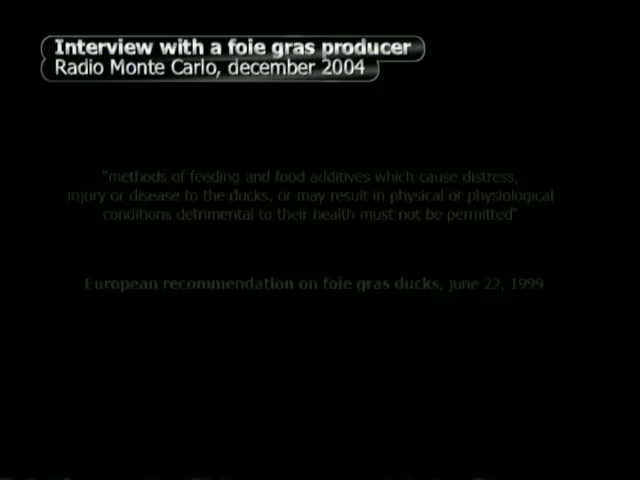 Interview with a foie gras producer
Radio Monte Carlo, december 2004
"methods of feeding and food additives which cause distress,
injury or disease to the ducks, or may result in physical or physiological
conditions detrimental to their health must not be permitted"
European recommendation on foie gras ducks, june 22, 1999